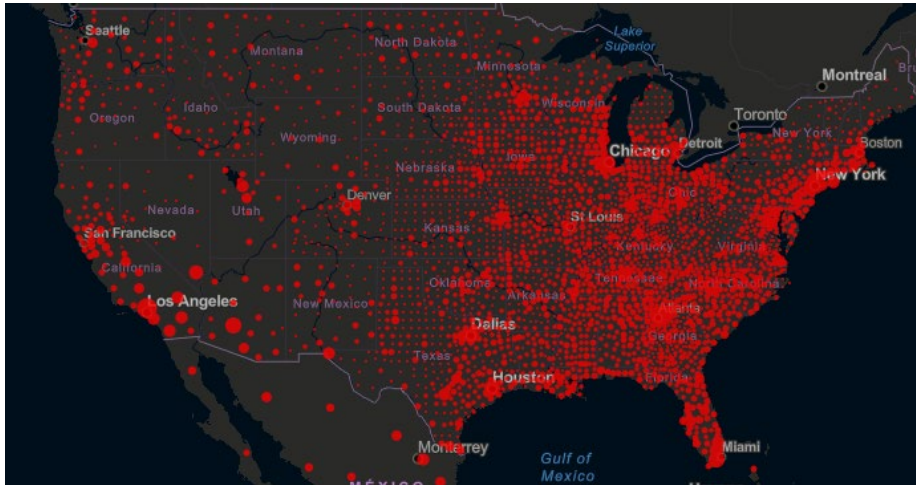 Seattle
Lake
Superior
Montana
North Dakota
Minnesota
Montreal
Oregon
Idaho
South Dakota
Wisconsin
Toronto
Wyoming
Detroit
New York
Boston
Nebraska
Iowa
Chicago
New York
Nevada
Utah
Denver
Ohio
San Francisco
Kansas
St Louis
Kentucky
Virginia
California
Los Angeles
New Mexico
Oklahoma
Arkansas
Tennessee
North Carolina
Dallas
Atlanta
Texas
Georgia
Houston
Florida
Monterrey
Gulf of
Mexico
Miami
MÉXICO